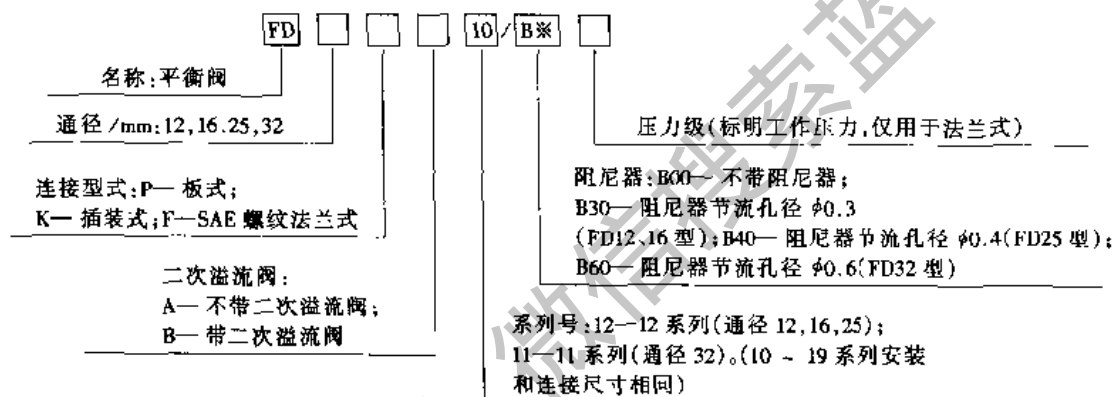 FD 10 / B※
名称:平衡阀
通径/mm:12,16.25,32
压力级(标明工作压力,仅用于法兰式)
连接型式:P—板式;
K—插装式;F—SAE螺纹法兰式
阻尼器:B00—不带阻尼器;
B30—阻尼器节流孔径φ0.3
(FD12、16型);B40—阻尼器节流孔径φ0.4(FD25型);
B60—阻尼器节流孔径φ0.6(FD32型)
二次溢流阀:
A—不带二次溢流阀;
B—带二次溢流阀
系列号:12—12系列(通径12,16,25);
11—11系列(通径32)。(10~19系列安装
和连接尺寸相同)
微信搜索蓝